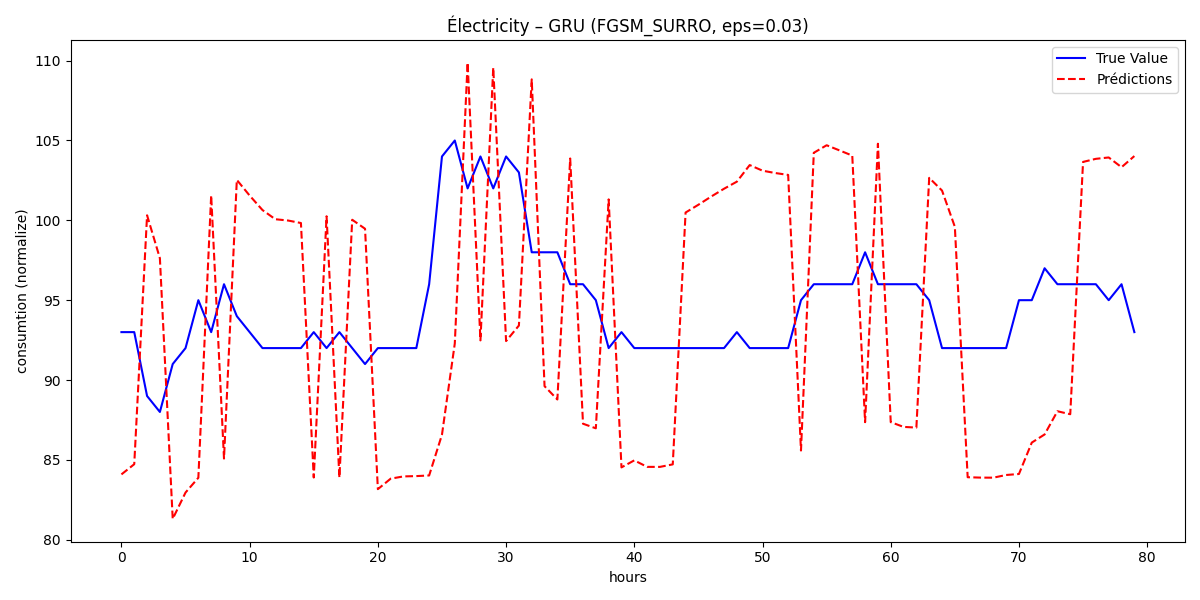 Électricity – GRU (FGSM_SURRO, eps=0.03)
True Value
Prédictions
consumtion (normalize)
110
105
100
95
90
85
80
0 10 20 30 40 50 60 70 80
hours